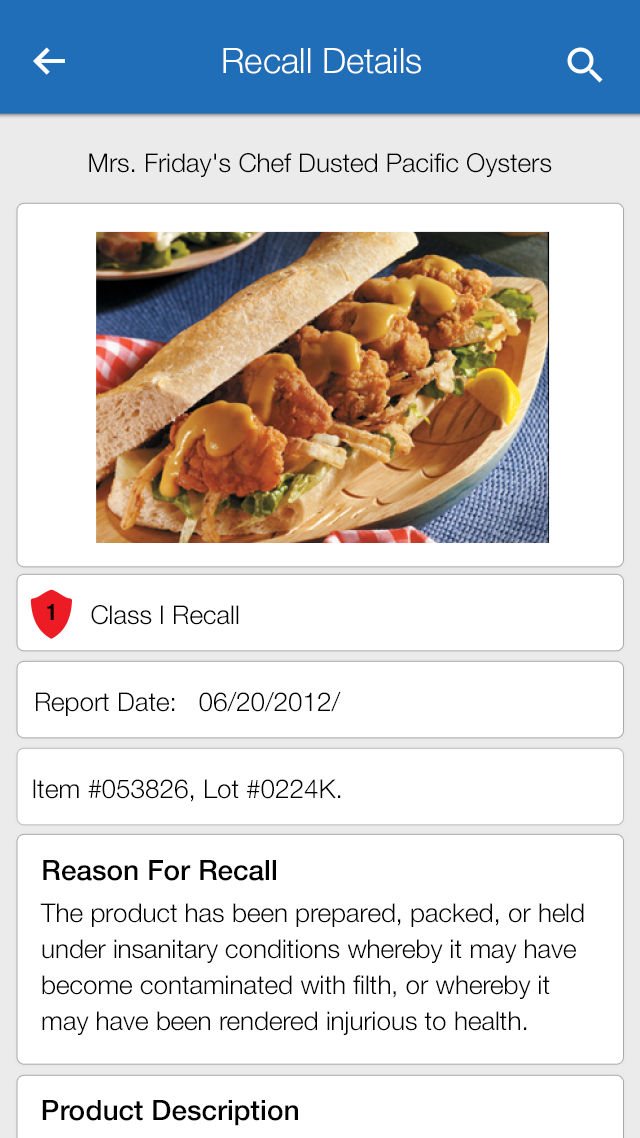 Recall Details
Mrs. Friday's Chef Dusted Pacific Oysters
1 Class I Recall
Report Date: 06/20/2012/
Item #053826, Lot #0224K.
Reason For Recall
The product has been prepared, packed, or held
under insanitary conditions whereby it may have
become contaminated with filth, or whereby it
may have been rendered injurious to health.
Product Description